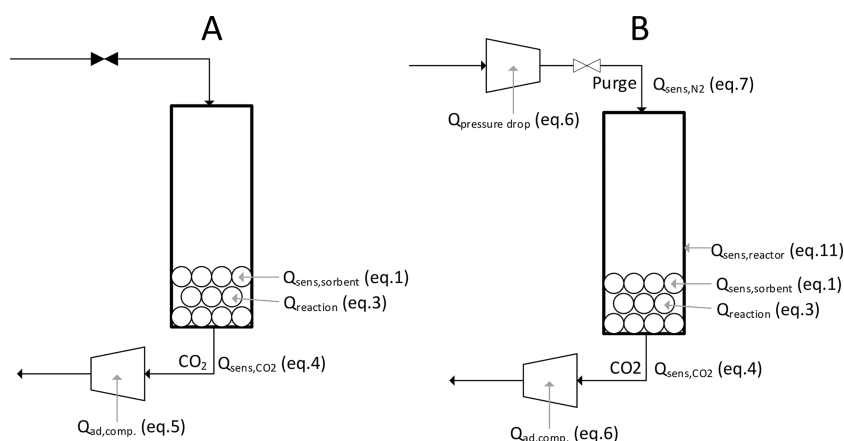 A
Qsens,sorbent (eq.1)
Qreaction (eq.3)
CO2
Qsens,CO2 (eq.4)
Qad,comp. (eq.5)
B
Purge
Qsens,N2 (eq.7)
Qpressure drop (eq.6)
Qsens,reactor (eq.11)
Qsens,sorbent (eq.1)
Qreaction (eq.3)
CO2
Qsens,CO2 (eq.4)
Qad,comp. (eq.6)